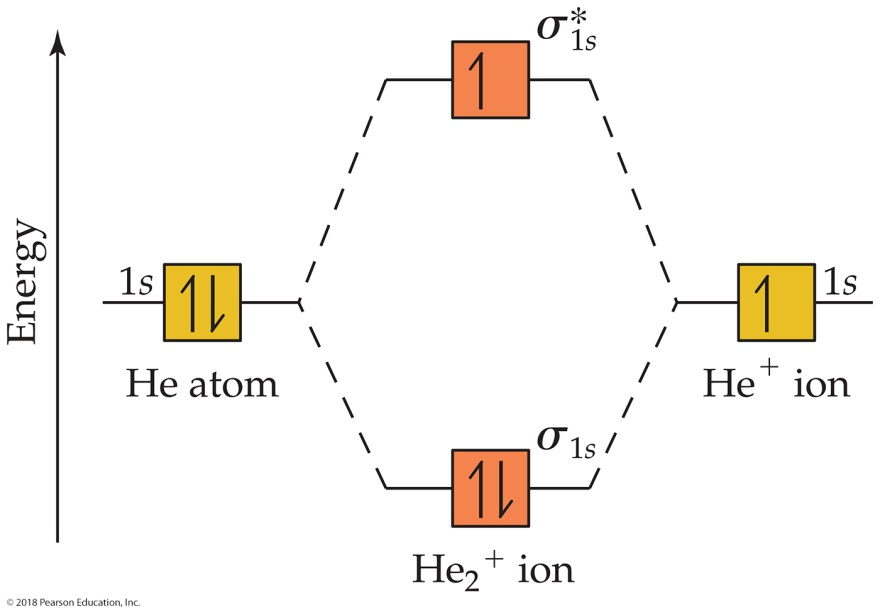 σ*1s
Energy
1s
1s
He atom
He+ ion
σ1s
He2+ ion
© 2018 Pearson Education, Inc.